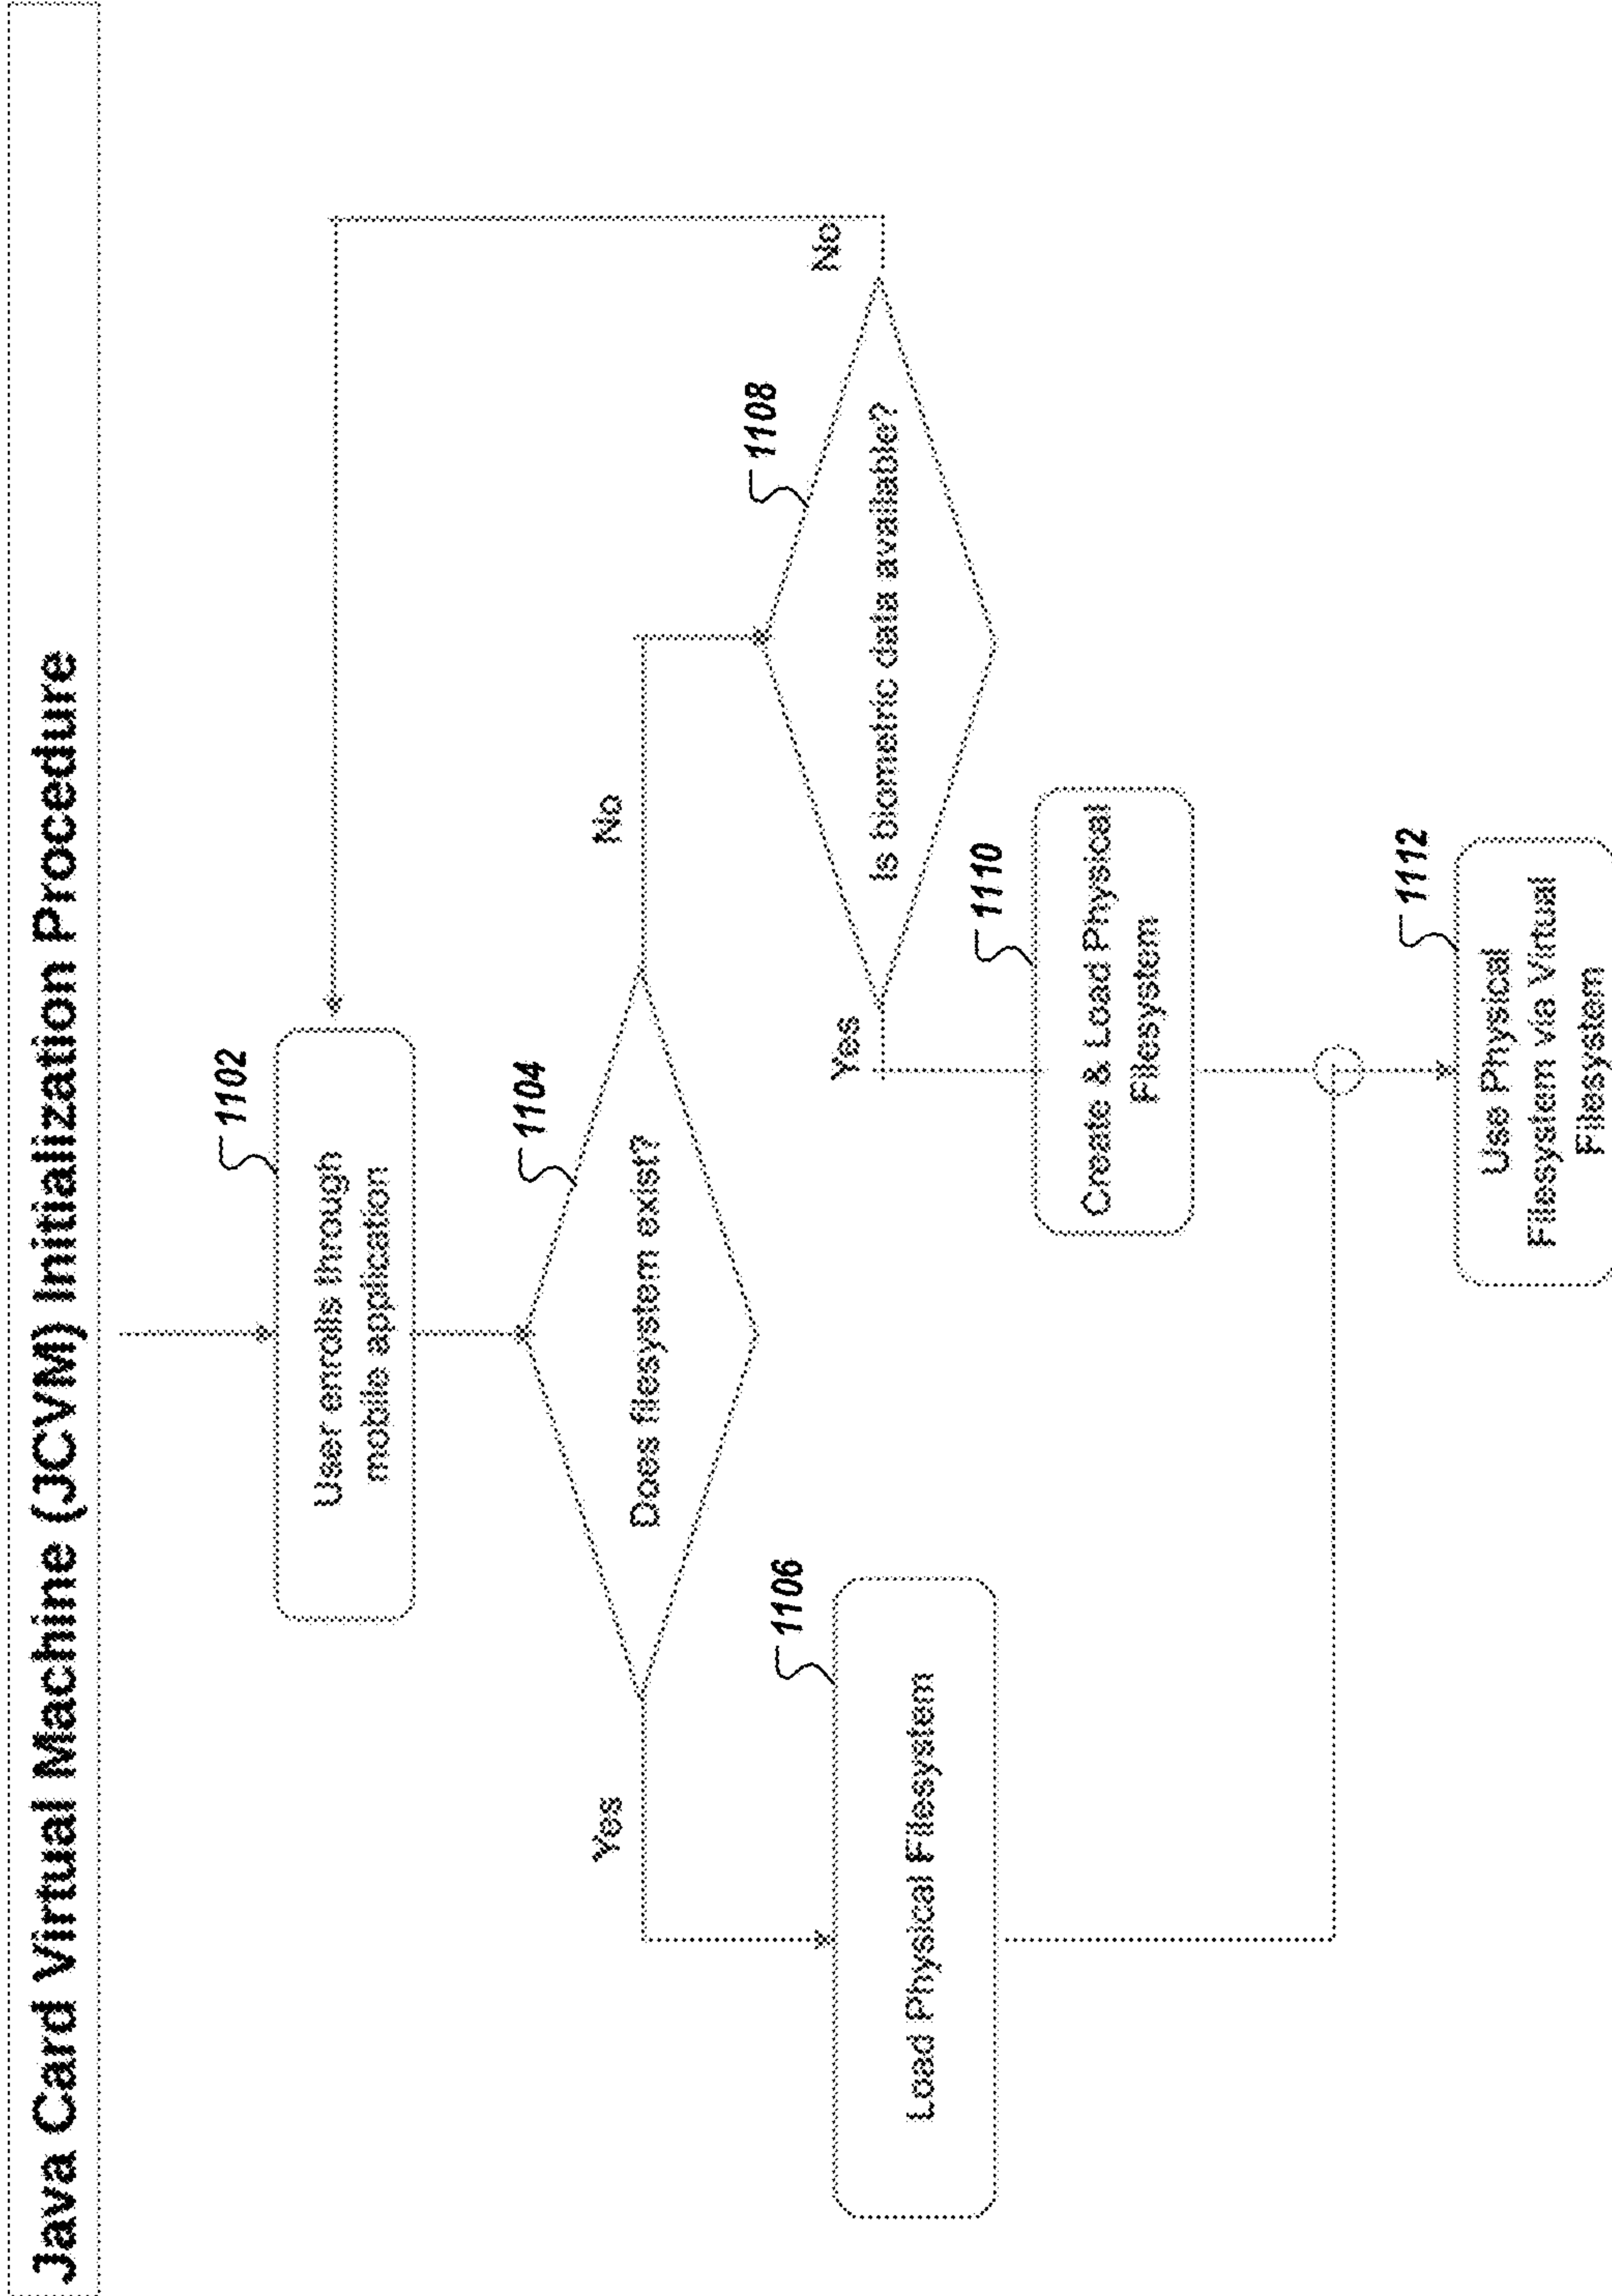 Java Card Virtual Machine (JCVM) Initialization Procedure
1102
User enrolls through
mobile application
1104
Does filesystem exist?
Yes
No
1106
Load Physical Filesystem
1108
Is biometric data available?
Yes
No
1110
Create & Load Physical
Filesystem
1112
Use Physical
Filesystem via Virtual
Filesystem